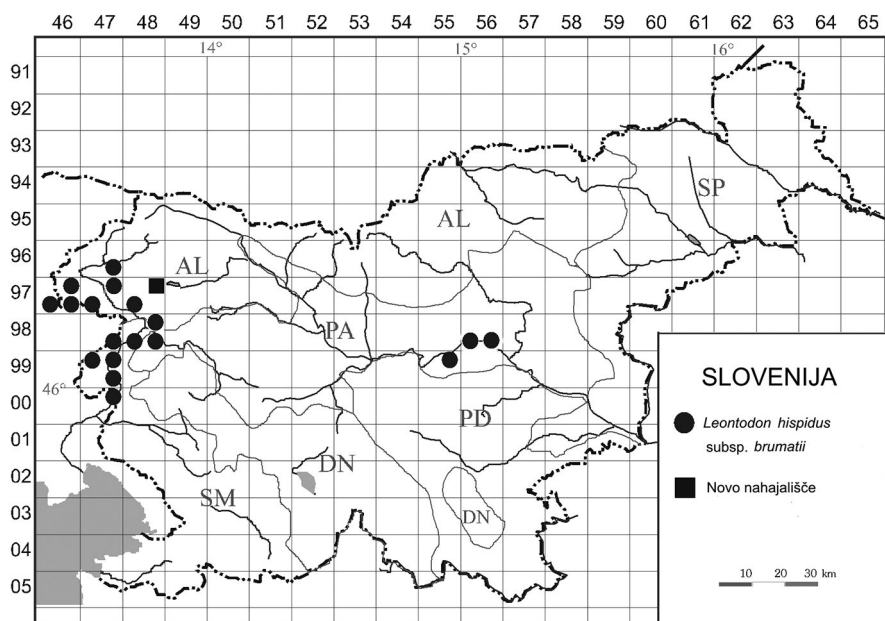 46 47 48 50 52 53 54 55 56 57 58 59 60 61 62 63 64 65
14° 15° 16°
91
92
93
94
95
96
97
98
99
46°
00
01
02
03
04
05
AL
AL
SP
PA
PD
DN
SM
DN
SLOVENIJA
Leontodon hispidus
subsp. brumatii
Novo nahajališče
10 20 30 km